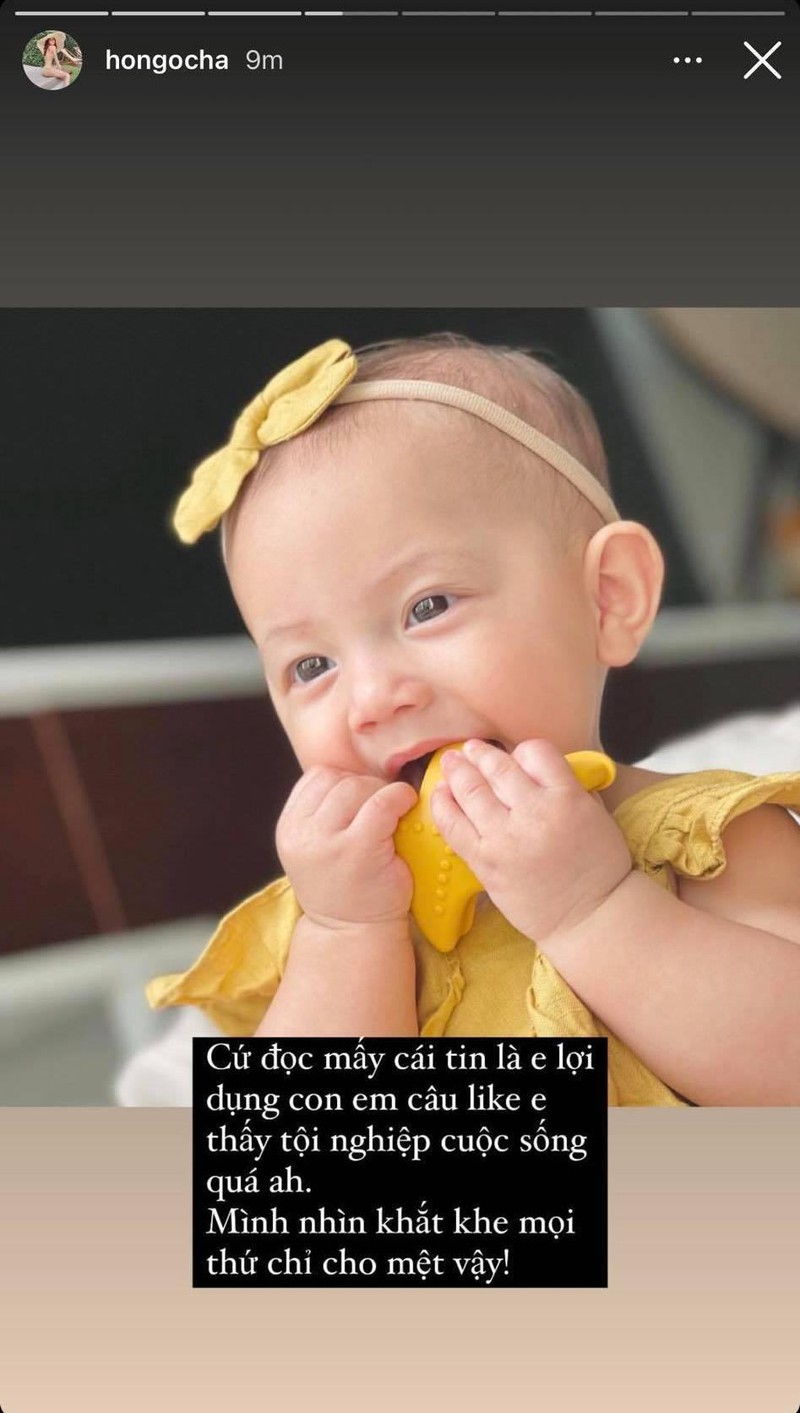 hongocha 9m
Cứ đọc mấy cái tin là e lợi
dụng con em câu like e
thấy tội nghiệp cuộc sống
quá ah.
Mình nhìn khắt khe mọi
thứ chỉ cho mệt vậy!